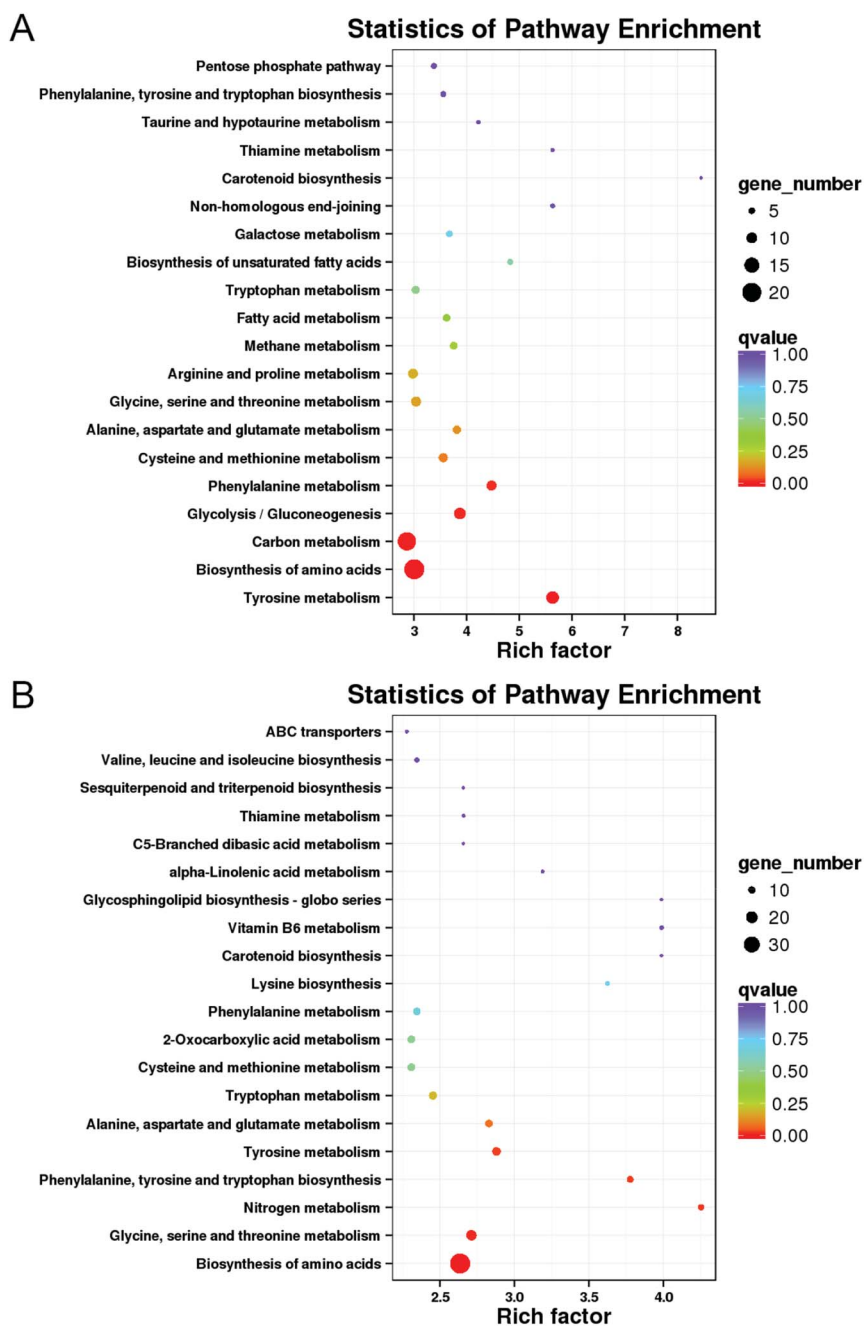 A
Statistics of Pathway Enrichment
Pentose phosphate pathway
Phenylalanine, tyrosine and tryptophan biosynthesis
Taurine and hypotaurine metabolism
Thiamine metabolism
Carotenoid biosynthesis
Non-homologous end-joining
Galactose metabolism
Biosynthesis of unsaturated fatty acids
Tryptophan metabolism
Fatty acid metabolism
Methane metabolism
Arginine and proline metabolism
Glycine, serine and threonine metabolism
Alanine, aspartate and glutamate metabolism
Cysteine and methionine metabolism
Phenylalanine metabolism
Glycolysis / Gluconeogenesis
Carbon metabolism
Biosynthesis of amino acids
Tyrosine metabolism
3 4 5 6 7 8
Rich factor
gene_number
5
10
15
20
qvalue
1.00
0.75
0.50
0.25
0.00
B
Statistics of Pathway Enrichment
ABC transporters
Valine, leucine and isoleucine biosynthesis
Sesquiterpenoid and triterpenoid biosynthesis
Thiamine metabolism
C5-Branched dibasic acid metabolism
alpha-Linolenic acid metabolism
Glycosphingolipid biosynthesis - globo series
Vitamin B6 metabolism
Carotenoid biosynthesis
Lysine biosynthesis
Phenylalanine metabolism
2-Oxocarboxylic acid metabolism
Cysteine and methionine metabolism
Tryptophan metabolism
Alanine, aspartate and glutamate metabolism
Tyrosine metabolism
Phenylalanine, tyrosine and tryptophan biosynthesis
Nitrogen metabolism
Glycine, serine and threonine metabolism
Biosynthesis of amino acids
2.5 3.0 3.5 4.0
Rich factor
gene_number
10
20
30
qvalue
1.00
0.75
0.50
0.25
0.00